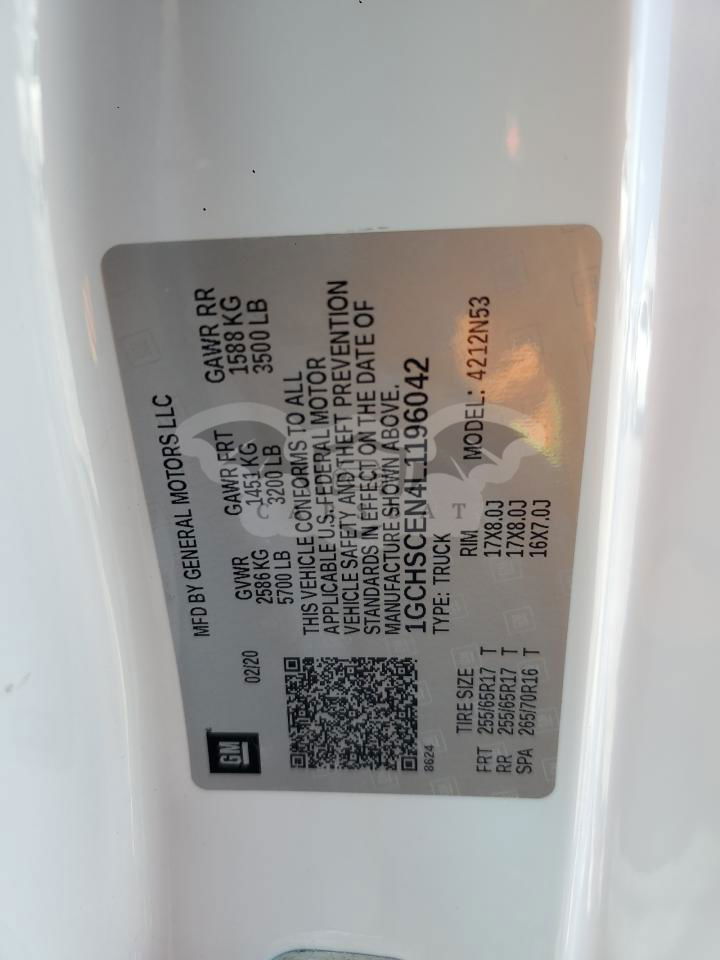 GM
MFD BY GENERAL MOTORS LLC
02/20
GVWR GAWR FRT GAWR RR
2586 KG 1451 KG 1588 KG
5700 LB 3200 LB 3500 LB
THIS VEHICLE CONFORMS TO ALL
APPLICABLE U.S. FEDERAL MOTOR
VEHICLE SAFETY AND THEFT PREVENTION
STANDARDS IN EFFECT ON THE DATE OF
MANUFACTURE SHOWN ABOVE.
1GCHSCEN4L1196042
8624
TYPE: TRUCK
MODEL: 4212N53
TIRE SIZE RIM
FRT 255/65R17 T 17X8.0J
RR 255/65R17 T 17X8.0J
SPA 265/70R16 T 16X7.0J